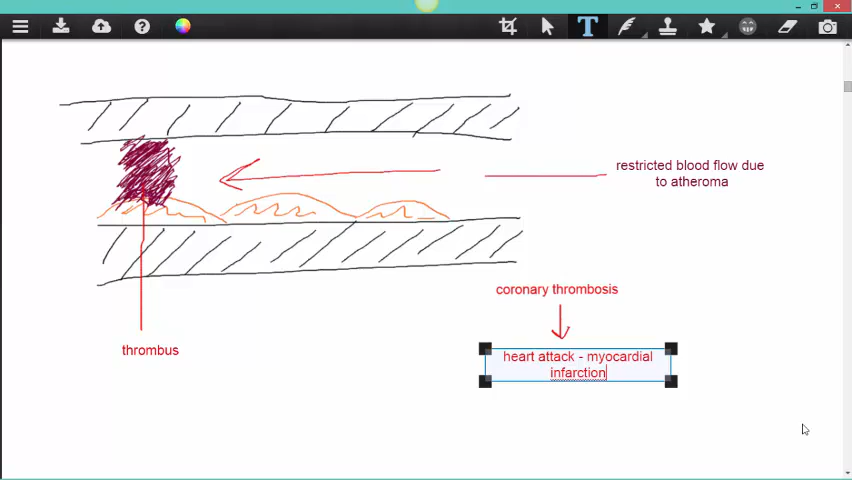 restricted blood flow due
to atheroma
coronary thrombosis
thrombus
heart attack - myocardial
infarction